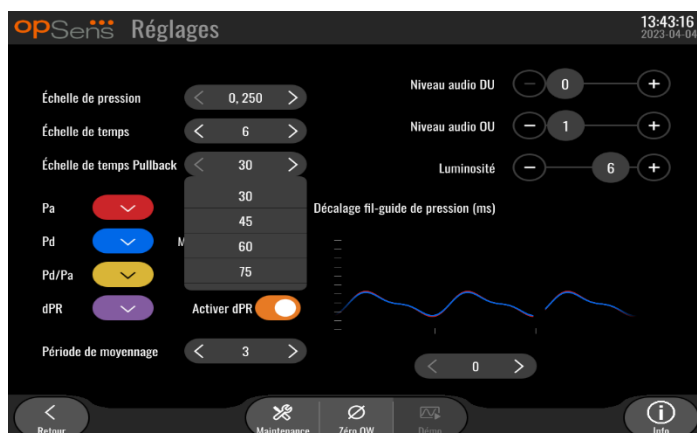 opSens Réglages
13:43:16
2023-04-04
Échelle de pression 0, 250
Échelle de temps 6
Échelle de temps Pullback 30
30
45
60
75
Pa
Pd M
Pd/Pa
dPR Activer dPR
Période de moyennage 3
Niveau audio DU 0
Niveau audio OU 1
Luminosité 6
Décalage fil-guide de pression (ms)
0
Retour
Maintenance
Zéro OW
Démo
Info